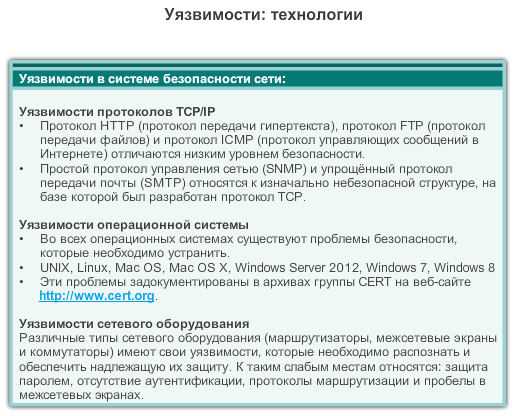 Уязвимости: технологии
Уязвимости в системе безопасности сети:
Уязвимости протоколов TCP/IP
• Протокол HTTP (протокол передачи гипертекста), протокол FTP (протокол
передачи файлов) и протокол ICMP (протокол управляющих сообщений в
Интернете) отличаются низким уровнем безопасности.
• Простой протокол управления сетью (SNMP) и упрощённый протокол
передачи почты (SMTP) относятся к изначально небезопасной структуре, на
базе которой был разработан протокол TCP.
Уязвимости операционной системы
• Во всех операционных системах существуют проблемы безопасности,
которые необходимо устранить.
• UNIX, Linux, Mac OS, Mac OS X, Windows Server 2012, Windows 7, Windows 8
• Эти проблемы задокументированы в архивах группы CERT на веб-сайте
http://www.cert.org.
Уязвимости сетевого оборудования
Различные типы сетевого оборудования (маршрутизаторы, межсетевые экраны
и коммутаторы) имеют свои уязвимости, которые необходимо распознать и
обеспечить надлежащую их защиту. К таким слабым местам относятся: защита
паролем, отсутствие аутентификации, протоколы маршрутизации и пробелы в
межсетевых экранах.